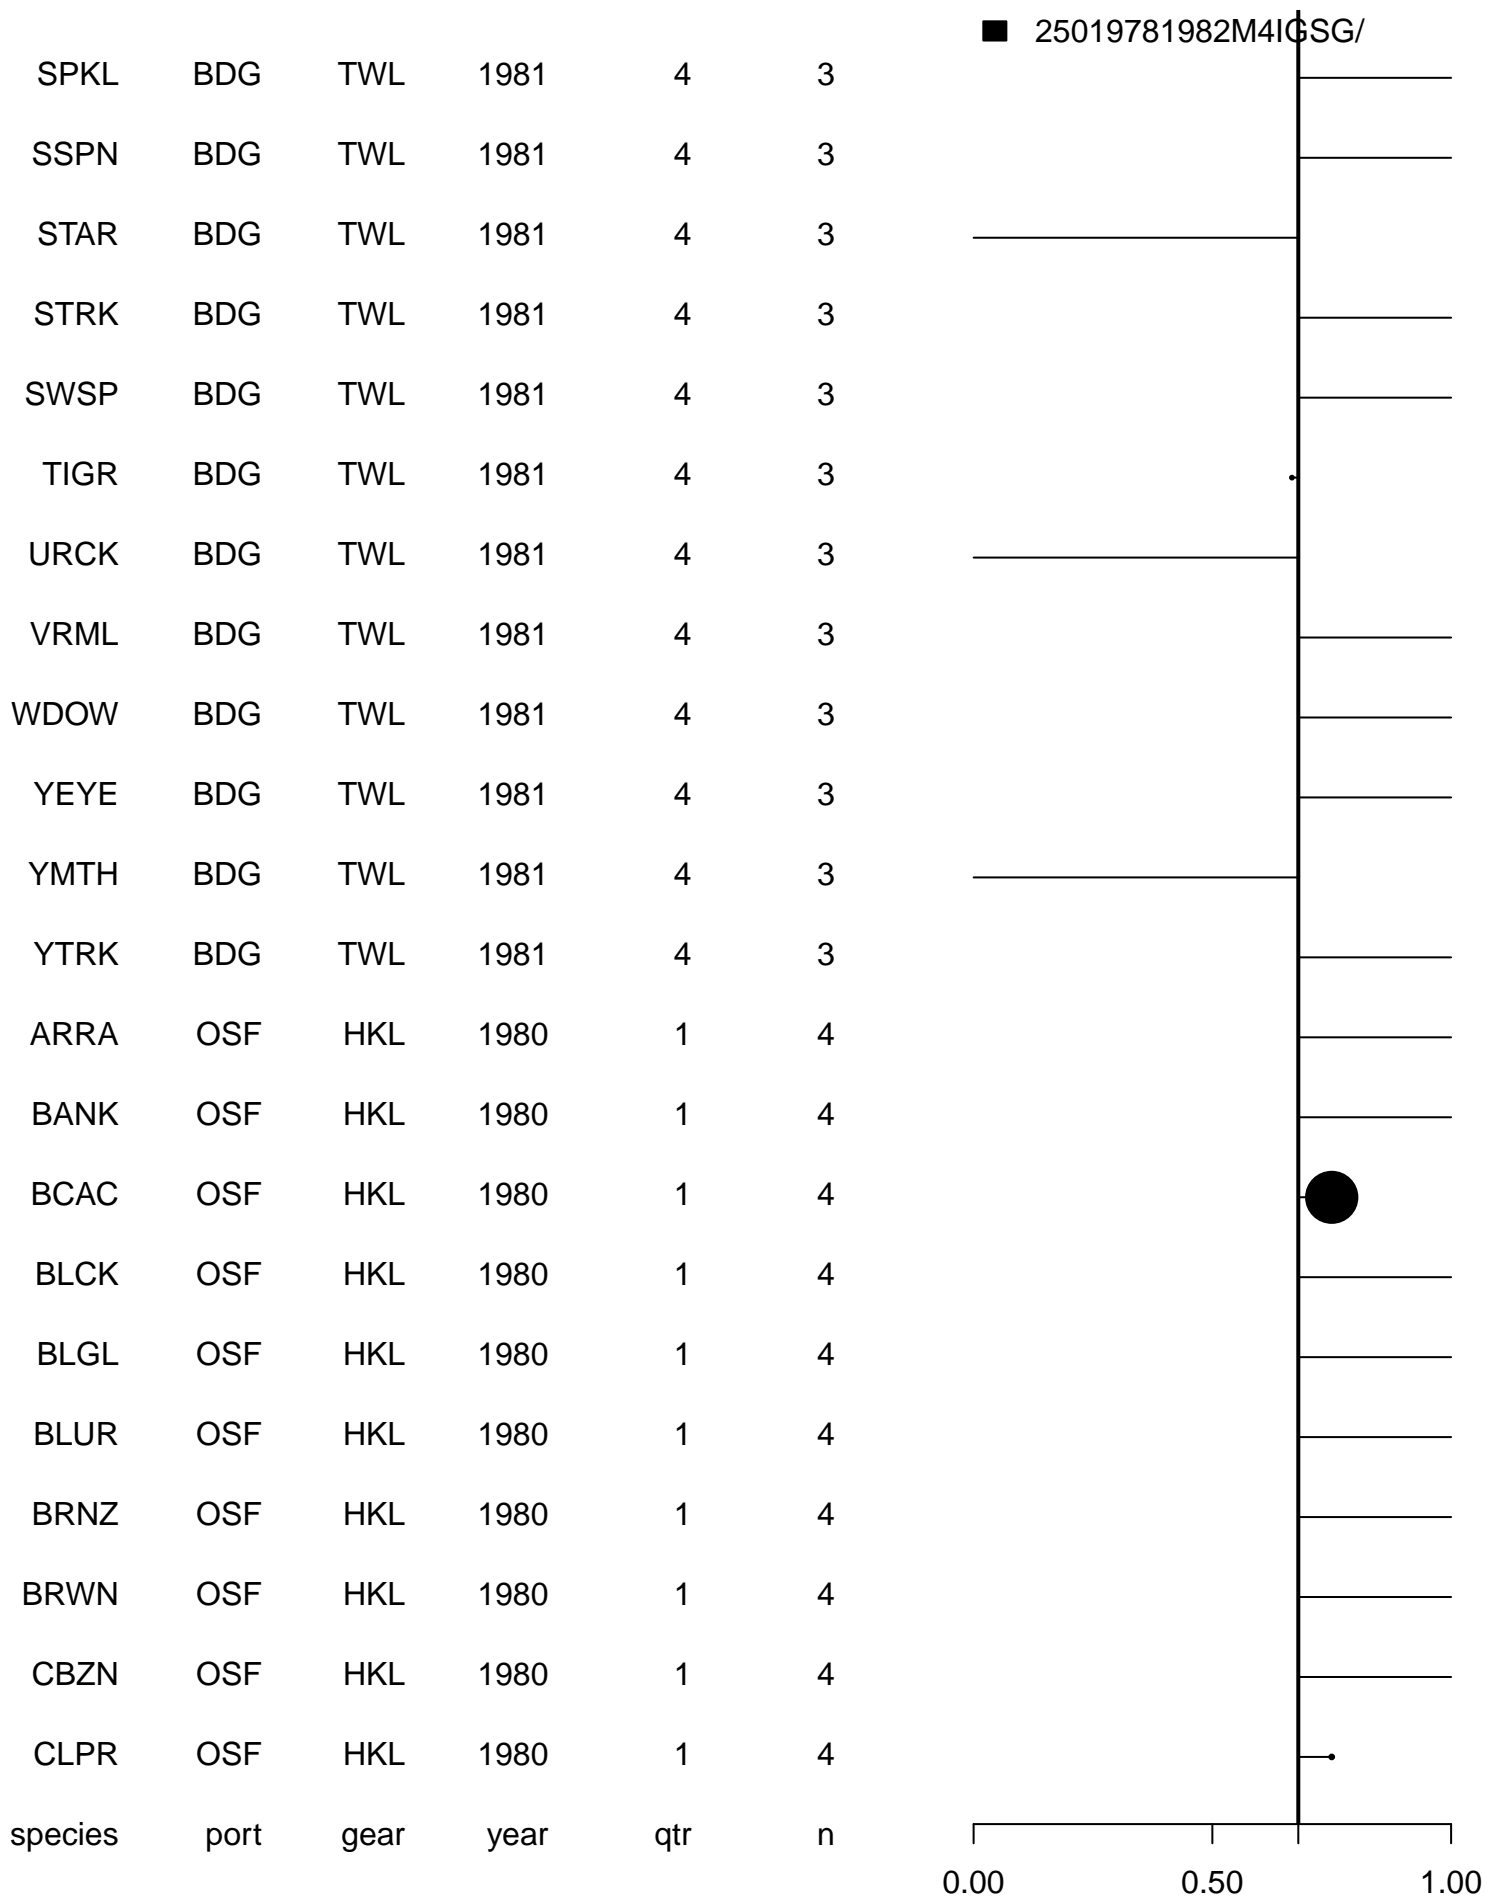 25019781982M4IGSG/
SPKL BDG TWL 1981 4 3
SSPN BDG TWL 1981 4 3
STAR BDG TWL 1981 4 3
STRK BDG TWL 1981 4 3
SWSP BDG TWL 1981 4 3
TIGR BDG TWL 1981 4 3
URCK BDG TWL 1981 4 3
VRML BDG TWL 1981 4 3
WDOW BDG TWL 1981 4 3
YEYE BDG TWL 1981 4 3
YMTH BDG TWL 1981 4 3
YTRK BDG TWL 1981 4 3
ARRA OSF HKL 1980 1 4
BANK OSF HKL 1980 1 4
BCAC OSF HKL 1980 1 4
BLCK OSF HKL 1980 1 4
BLGL OSF HKL 1980 1 4
BLUR OSF HKL 1980 1 4
BRNZ OSF HKL 1980 1 4
BRWN OSF HKL 1980 1 4
CBZN OSF HKL 1980 1 4
CLPR OSF HKL 1980 1 4
species port gear year qtr n
0.00 0.50 1.00